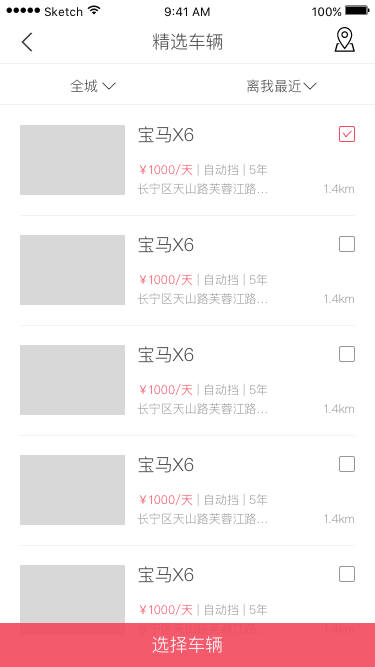 Sketch 9:41 AM 100%
精选车辆
全城 离我最近
宝马X6
¥1000/天 | 自动挡 | 5年
长宁区天山路芙蓉江路... 1.4km
宝马X6
¥1000/天 | 自动挡 | 5年
长宁区天山路芙蓉江路... 1.4km
宝马X6
¥1000/天 | 自动挡 | 5年
长宁区天山路芙蓉江路... 1.4km
宝马X6
¥1000/天 | 自动挡 | 5年
长宁区天山路芙蓉江路... 1.4km
宝马X6
¥1000/天 | 自动挡 | 5年
选择车辆